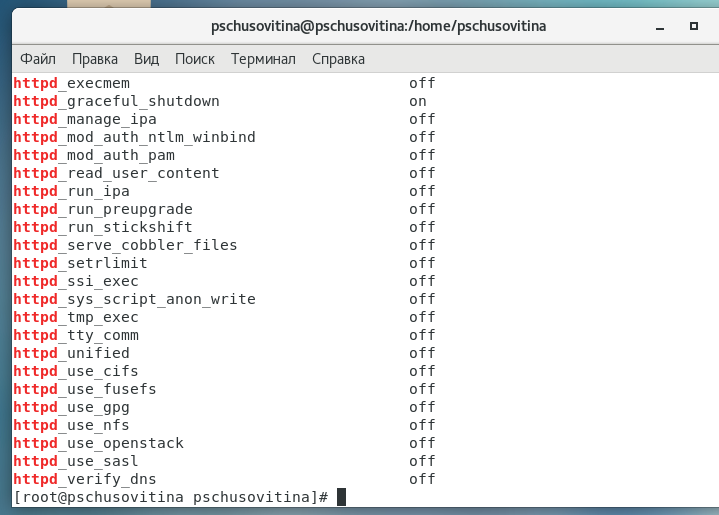 pschusovitina@pschusovitina:/home/pschusovitina
Файл Правка Вид Поиск Терминал Справка
httpd_execmem off
httpd_graceful_shutdown on
httpd_manage_ipa off
httpd_mod_auth_ntlm_winbind off
httpd_mod_auth_pam off
httpd_read_user_content off
httpd_run_ipa off
httpd_run_preupgrade off
httpd_run_stickshift off
httpd_serve_cobbler_files off
httpd_setrlimit off
httpd_ssi_exec off
httpd_sys_script_anon_write off
httpd_tmp_exec off
httpd_tty_comm off
httpd_unified off
httpd_use_cifs off
httpd_use_fusefs off
httpd_use_gpg off
httpd_use_nfs off
httpd_use_openstack off
httpd_use_sasl off
httpd_verify_dns off
[root@pschusovitina pschusovitina]#